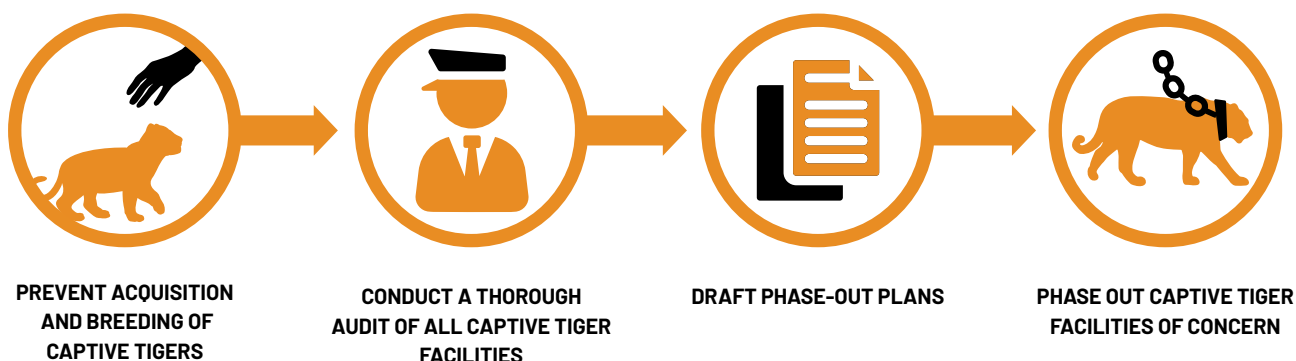 PREVENT ACQUISITION
AND BREEDING OF
CAPTIVE TIGERS
CONDUCT A THOROUGH
AUDIT OF ALL CAPTIVE TIGER
FACILITIES
DRAFT PHASE-OUT PLANS
PHASE OUT CAPTIVE TIGER
FACILITIES OF CONCERN